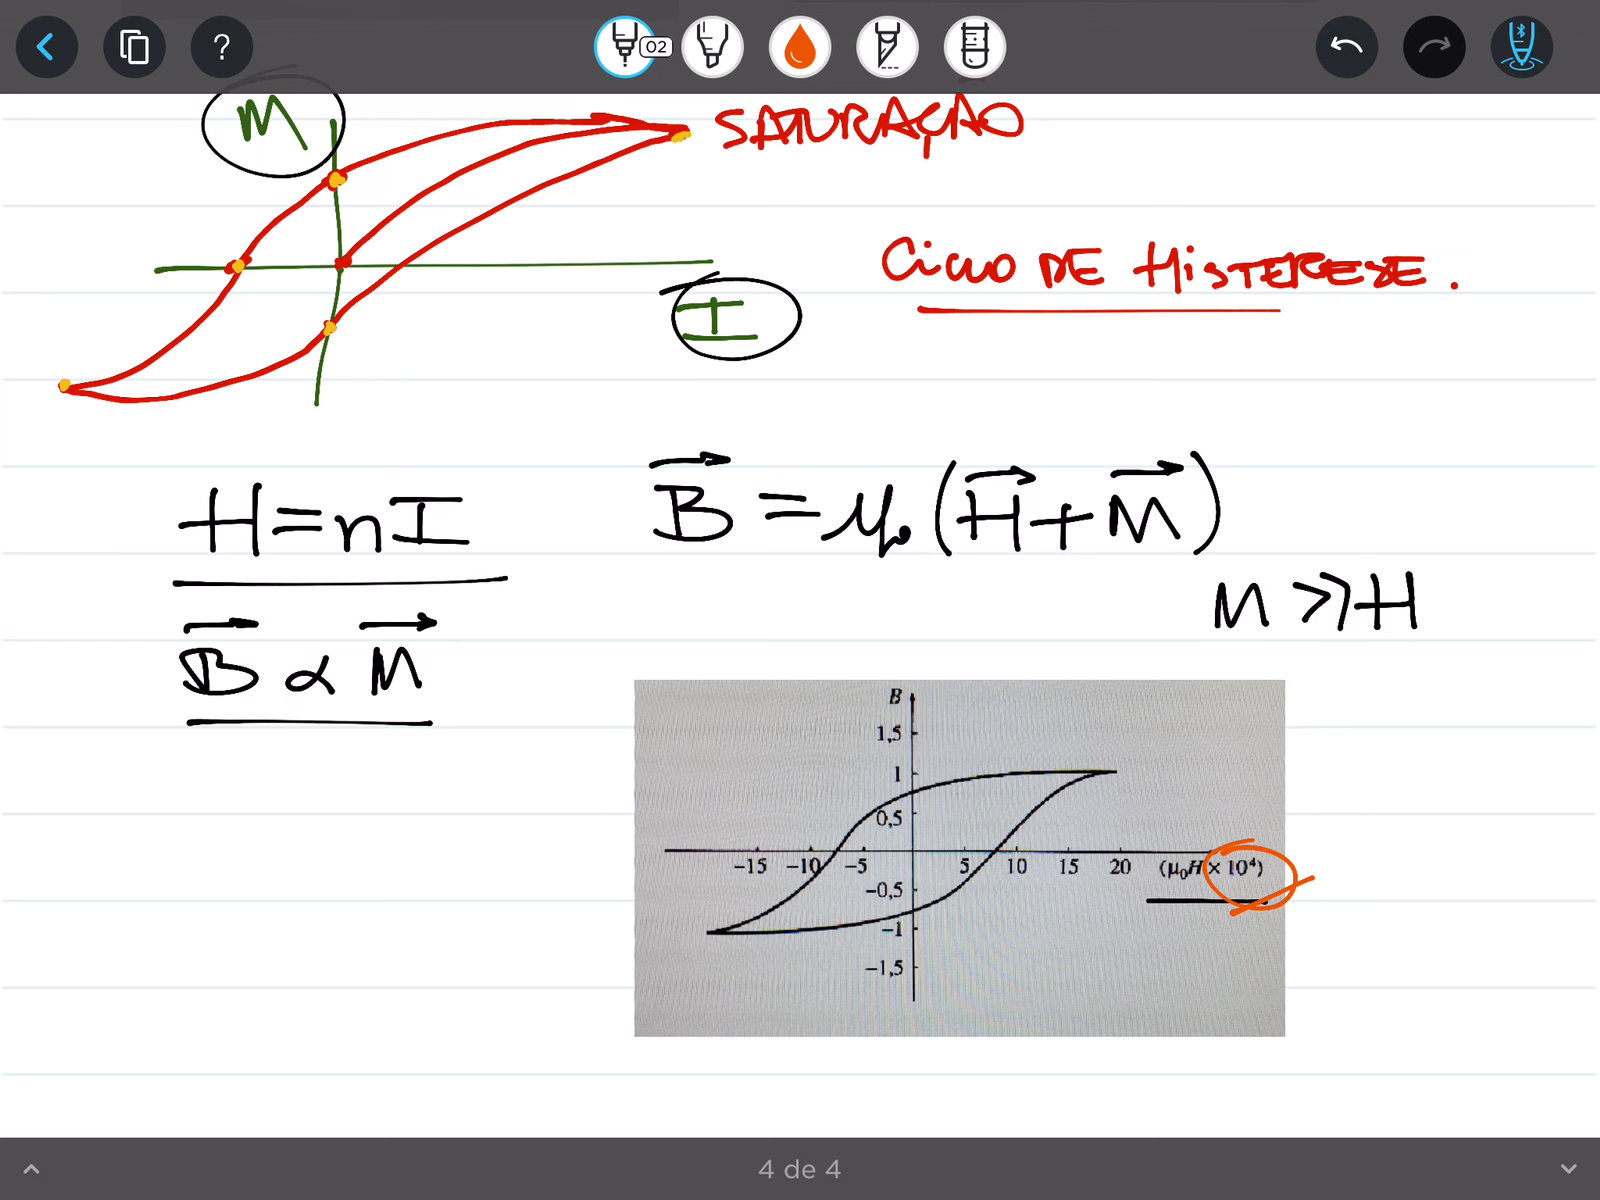 ?
02
M
SATURAÇÃO
CiCLO DE HiSTERESE.
I
H=nI
B⃗ = μ₀ (H⃗ + M⃗)
M >> H
B⃗ α M⃗
B
1,5
1
0,5
−15 −10 −5 5 10 15 20 (μ₀H × 10⁴)
−0,5
−1
−1,5
4 de 4